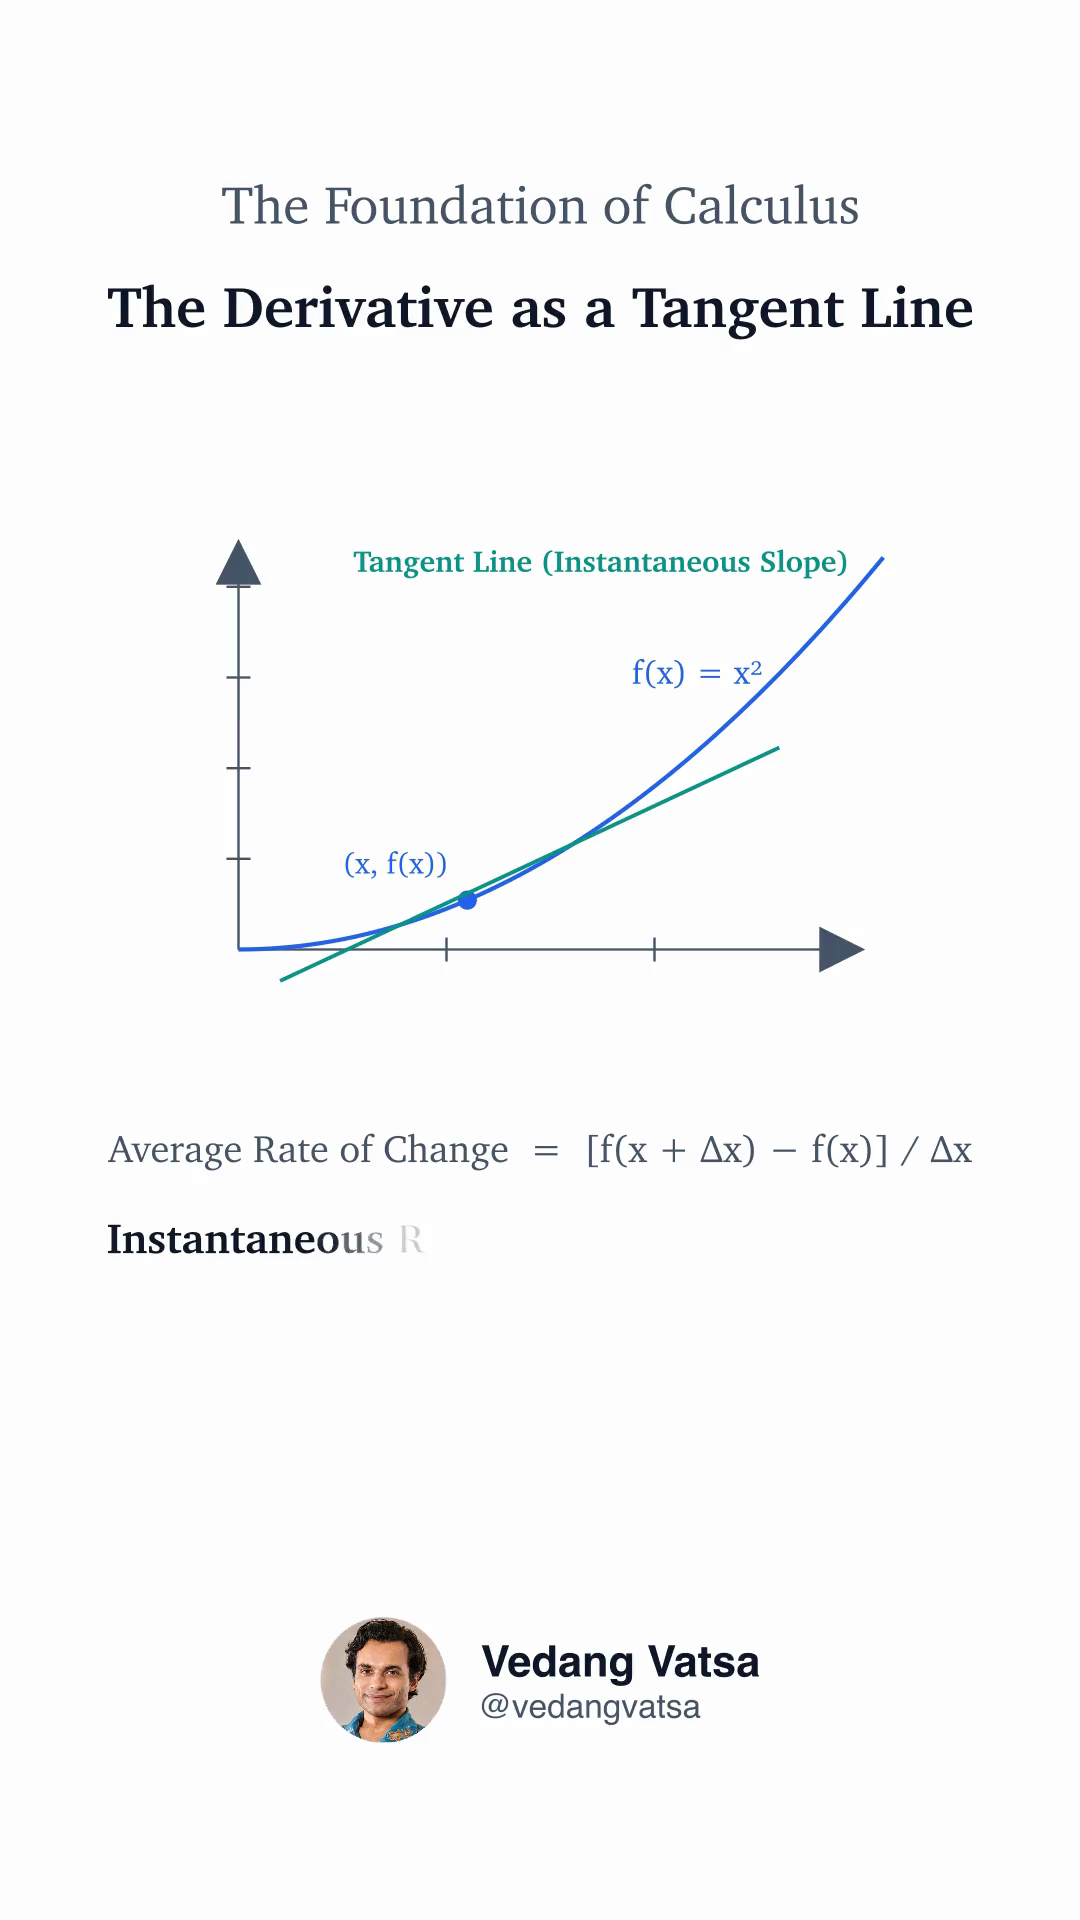 The Foundation of Calculus
The Derivative as a Tangent Line
Tangent Line (Instantaneous Slope)
f(x) = x²
(x, f(x))
Average Rate of Change = [f(x + Δx) − f(x)] / Δx
Instantaneous R
Vedang Vatsa
@vedangvatsa